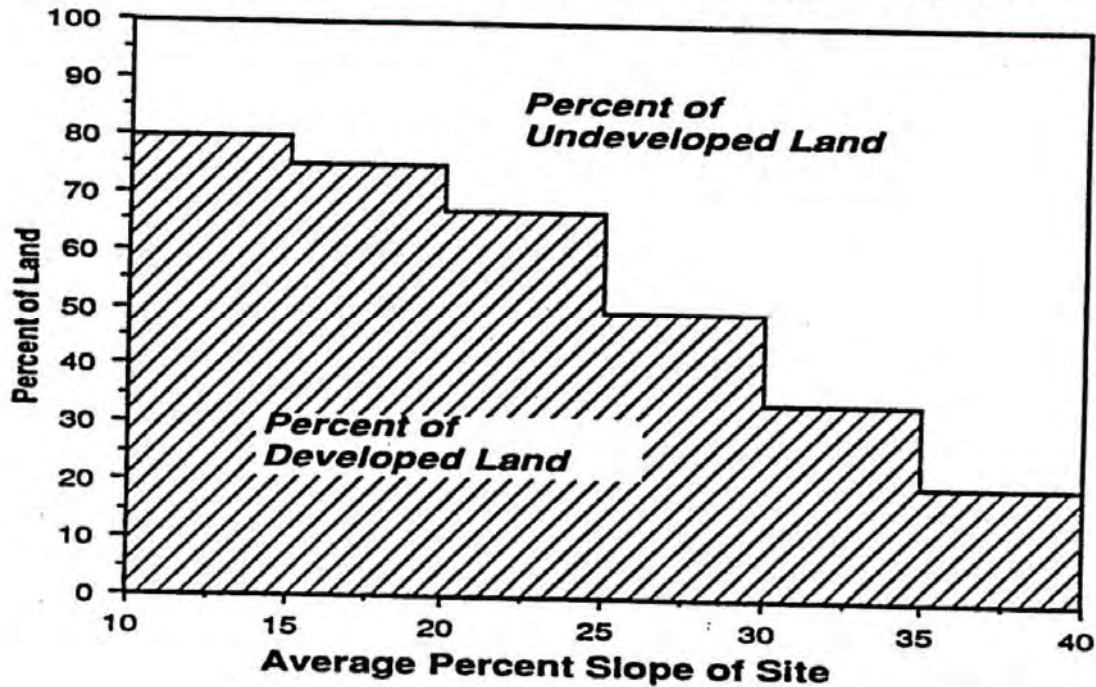 100
90
80
70
60
50
40
30
20
10
0
Percent of Land
Percent of
Undeveloped Land
Percent of
Developed Land
10 15 20 25 30 35 40
Average Percent Slope of Site